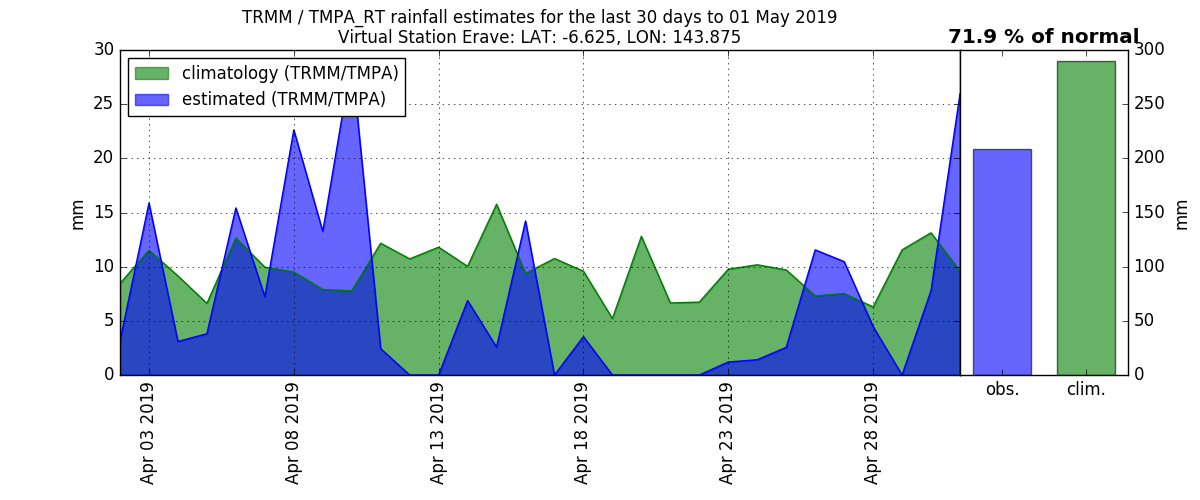 TRMM / TMPA_RT rainfall estimates for the last 30 days to 01 May 2019
Virtual Station Erave: LAT: -6.625, LON: 143.875
71.9 % of normal
climatology (TRMM/TMPA)
estimated (TRMM/TMPA)
30
25
20
15
10
5
0
mm
300
250
200
150
100
50
0
mm
Apr 03 2019
Apr 08 2019
Apr 13 2019
Apr 18 2019
Apr 23 2019
Apr 28 2019
obs.
clim.